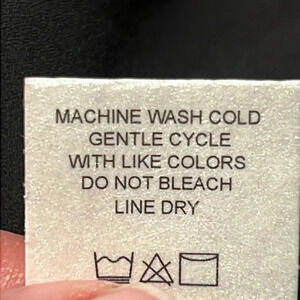 MACHINE WASH COLD
GENTLE CYCLE
WITH LIKE COLORS
DO NOT BLEACH
LINE DRY